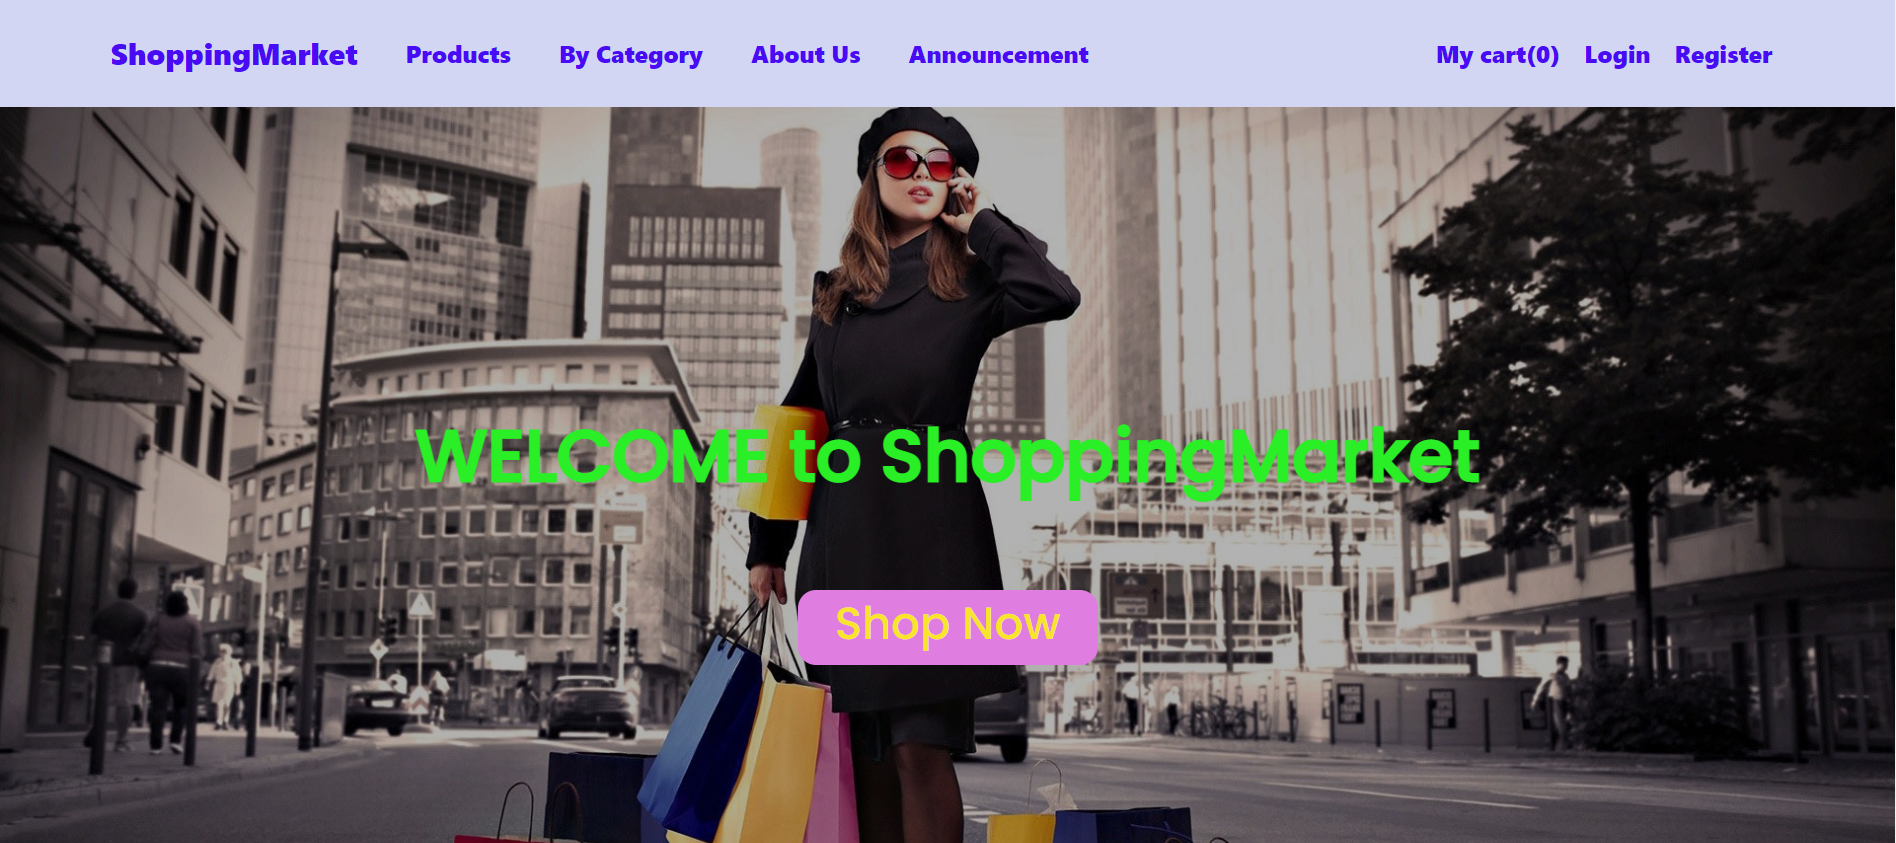 ShoppingMarket Products By Category About Us Announcement My cart(0) Login Register
WELCOME to ShoppingMarket
Shop Now